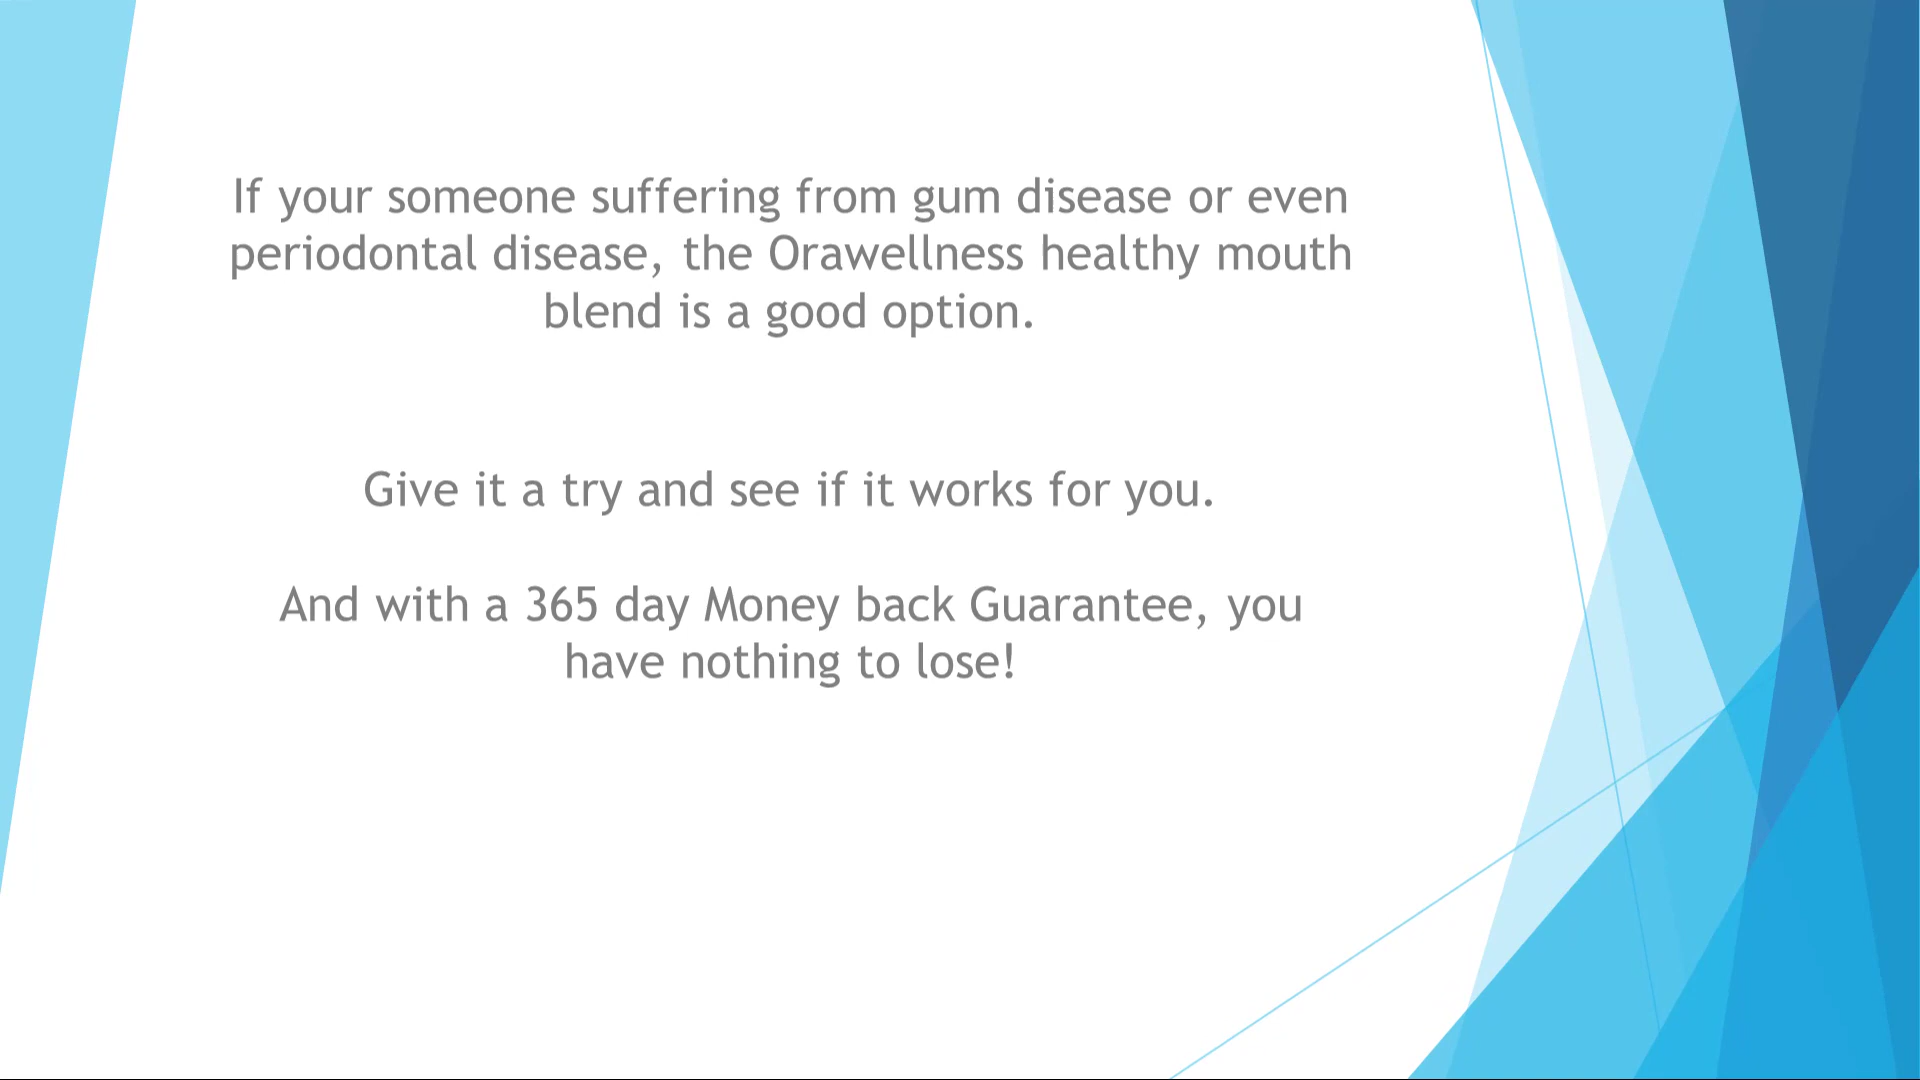 If your someone suffering from gum disease or even
periodontal disease, the Orawellness healthy mouth
blend is a good option.
Give it a try and see if it works for you.
And with a 365 day Money back Guarantee, you
have nothing to lose!